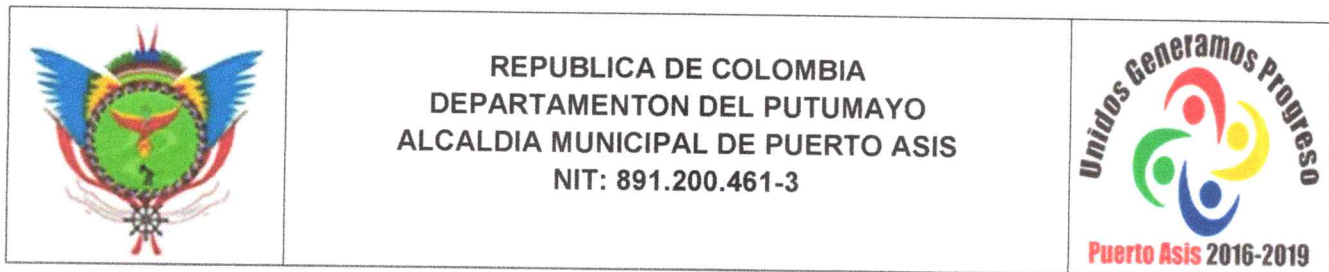 REPUBLICA DE COLOMBIA
DEPARTAMENTON DEL PUTUMAYO
ALCALDIA MUNICIPAL DE PUERTO ASIS
NIT: 891.200.461-3
Unidos Generamos Progreso
Puerto Asis 2016-2019